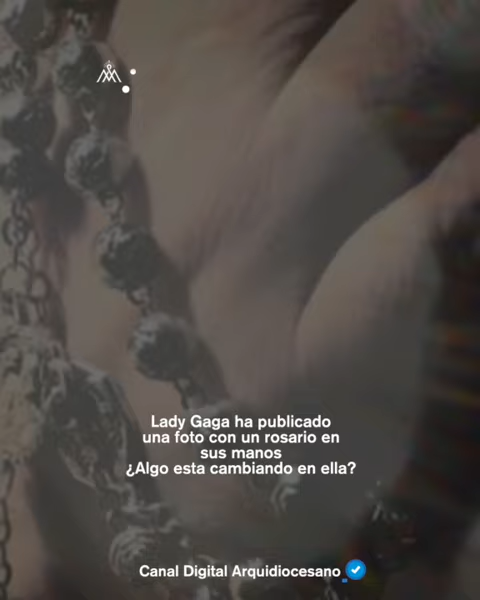 Lady Gaga ha publicado
una foto con un rosario en
sus manos
¿Algo esta cambiando en ella?
Canal Digital Arquidiocesano